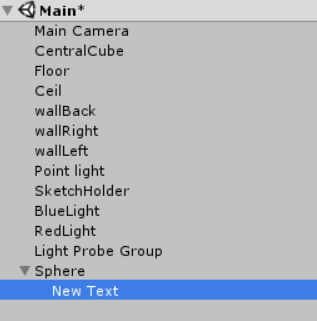 Main*
Main Camera
CentralCube
Floor
Ceil
wallBack
wallRight
wallLeft
Point light
SketchHolder
BlueLight
RedLight
Light Probe Group
Sphere
New Text